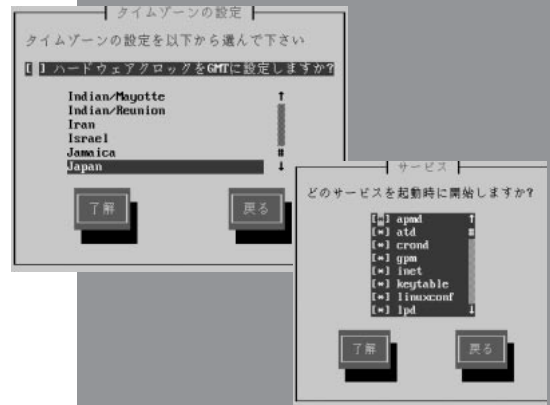 タイムゾーンの設定
タイムゾーンの設定を以下から選んで下さい
[ ] ハードウェアクロックをGMTに設定しますか?
Indian/Mayotte
Indian/Reunion
Iran
Israel
Jamaica
Japan
了解
戻る
サービス
どのサービスを起動時に開始しますか?
[*] apmd
[*] atd
[*] crond
[*] gpm
[*] inet
[*] keytable
[*] linuxconf
[*] lpd
了解
戻る